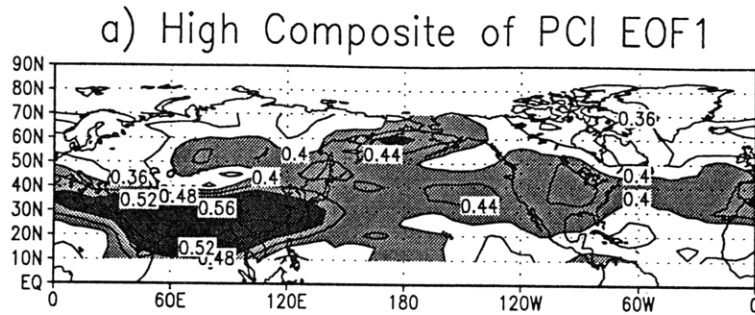 a) High Composite of PCI EOF1
90N
80N
70N
0.36
60N
0.4 0.44
50N
0.36 0.4 0.4
40N
0.52 0.48 0.56 0.4
30N
0.44
20N
0.52
10N
0.48
EQ
0 60E 120E 180 120W 60W 0